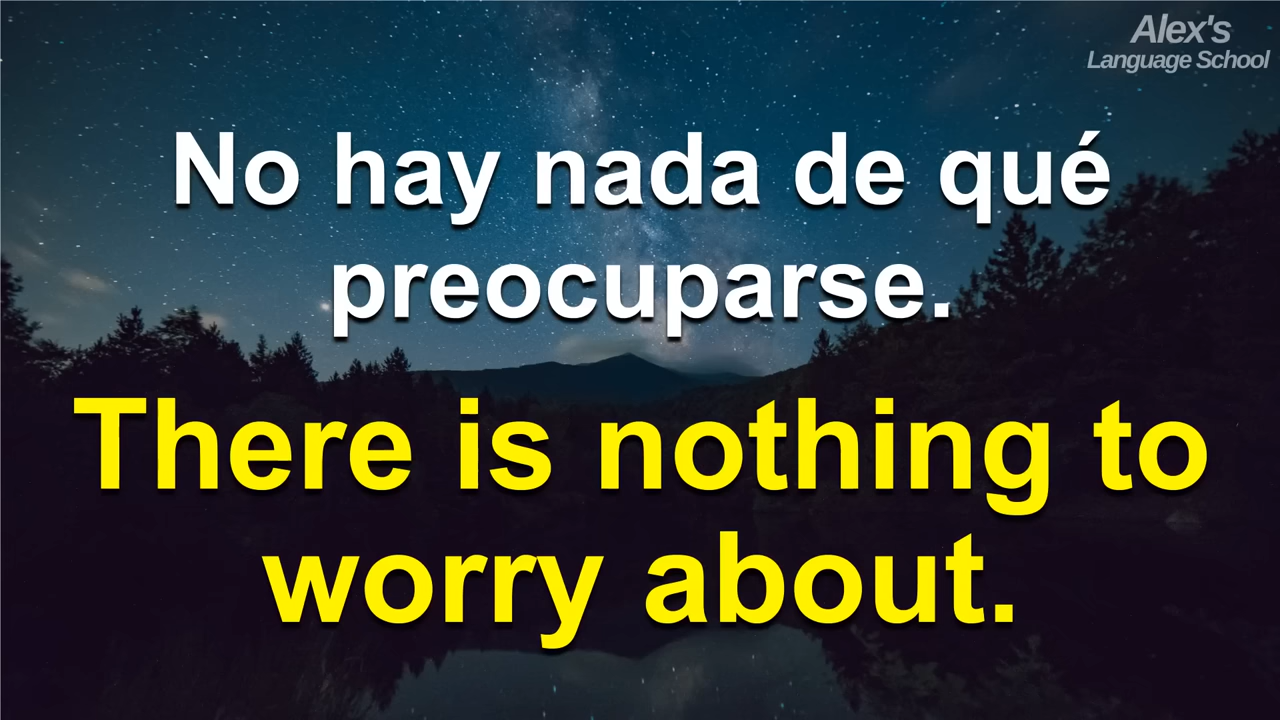 Alex's
Language School
No hay nada de qué
preocuparse.
There is nothing to
worry about.